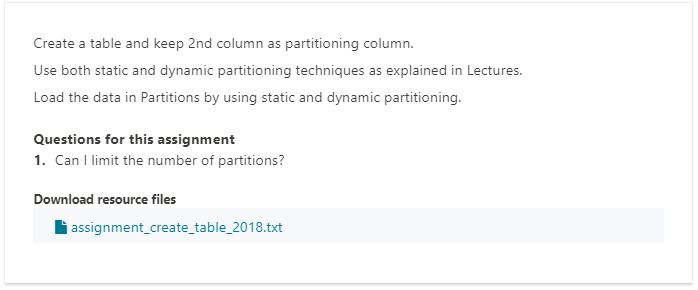 Create a table and keep 2nd column as partitioning column.
Use both static and dynamic partitioning techniques as explained in Lectures.
Load the data in Partitions by using static and dynamic partitioning.
Questions for this assignment
1. Can I limit the number of partitions?
Download resource files
assignment_create_table_2018.txt